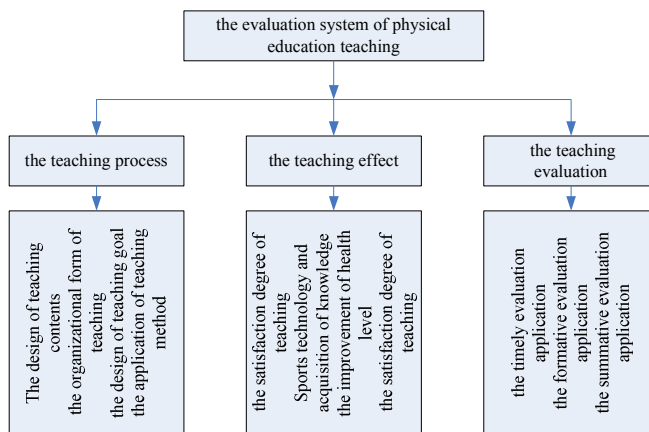 the evaluation system of physical
education teaching
the teaching process
the teaching effect
the teaching
evaluation
The design of teaching
contents
the organizational form of
teaching
the design of teaching goal
the application of teaching
method
the satisfaction degree of
teaching
Sports technology and
acquisition of knowledge
the improvement of health
level
the satisfaction degree of
teaching
the timely evaluation
application
the formative evaluation
application
the summative evaluation
application